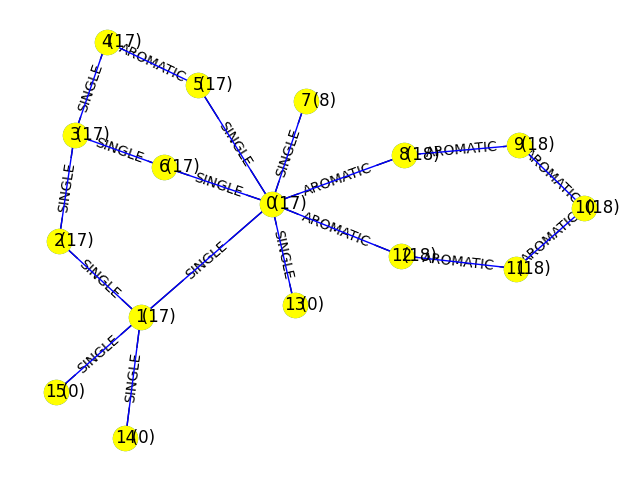 4(17)
AROMATIC
5(17)
SINGLE
7(8)
3(17)
SINGLE
SINGLE
SINGLE
9(18)
AROMATIC
8(18)
AROMATIC
6(17)
SINGLE
AROMATIC
SINGLE
0(17)
10(18)
AROMATIC
2(17)
AROMATIC
12(18)
AROMATIC
11(18)
SINGLE
SINGLE
SINGLE
13(0)
1(17)
SINGLE
SINGLE
15(0)
14(0)